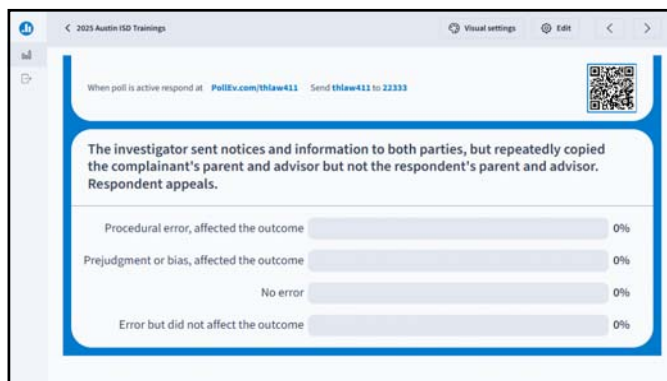 2025 Austin ISD Trainings
Visual settings
Edit
When poll is active respond at PollEv.com/thlaw411 Send thlaw411 to 22333
The investigator sent notices and information to both parties, but repeatedly copied
the complainant's parent and advisor but not the respondent's parent and advisor.
Respondent appeals.
Procedural error, affected the outcome 0%
Prejudgment or bias, affected the outcome 0%
No error 0%
Error but did not affect the outcome 0%